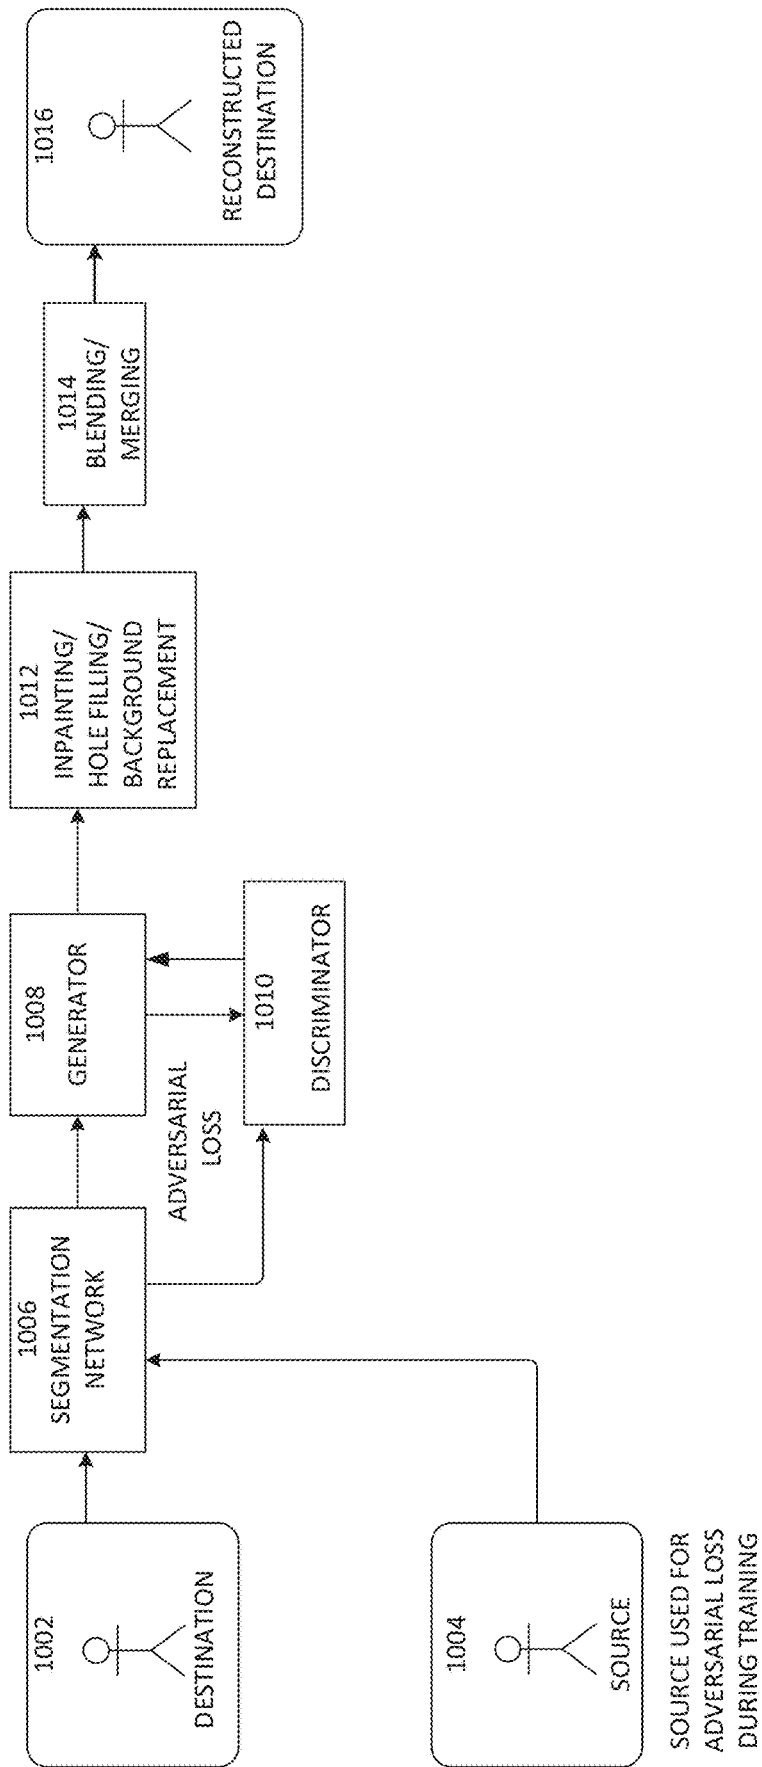 1002
DESTINATION
1004
SOURCE
SOURCE USED FOR
ADVERSARIAL LOSS
DURING TRAINING
1006
SEGMENTATION
NETWORK
ADVERSARIAL
LOSS
1008
GENERATOR
1010
DISCRIMINATOR
1012
INPAINTING/
HOLE FILLING/
BACKGROUND
REPLACEMENT
1014
BLENDING/
MERGING
1016
RECONSTRUCTED
DESTINATION